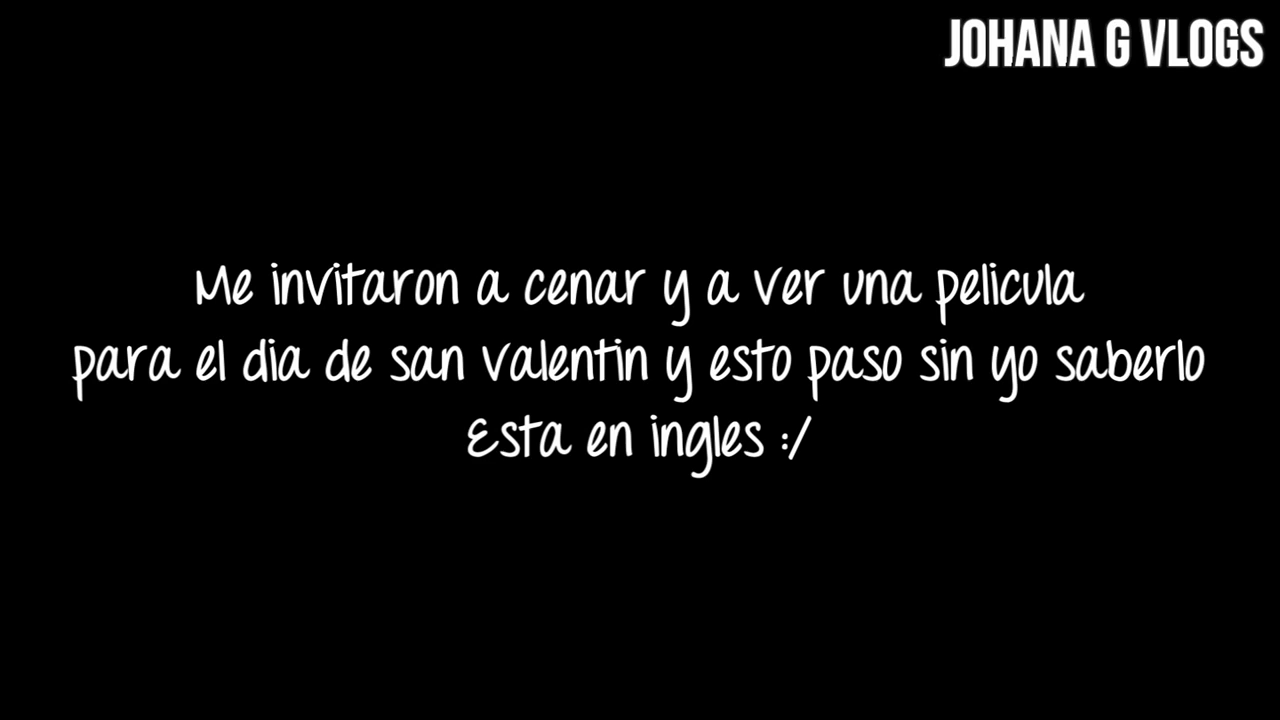 JOHANA G VLOGS
Me invitaron a cenar y a ver una pelicula
para el dia de san valentin y esto paso sin yo saberlo
Esta en ingles :/